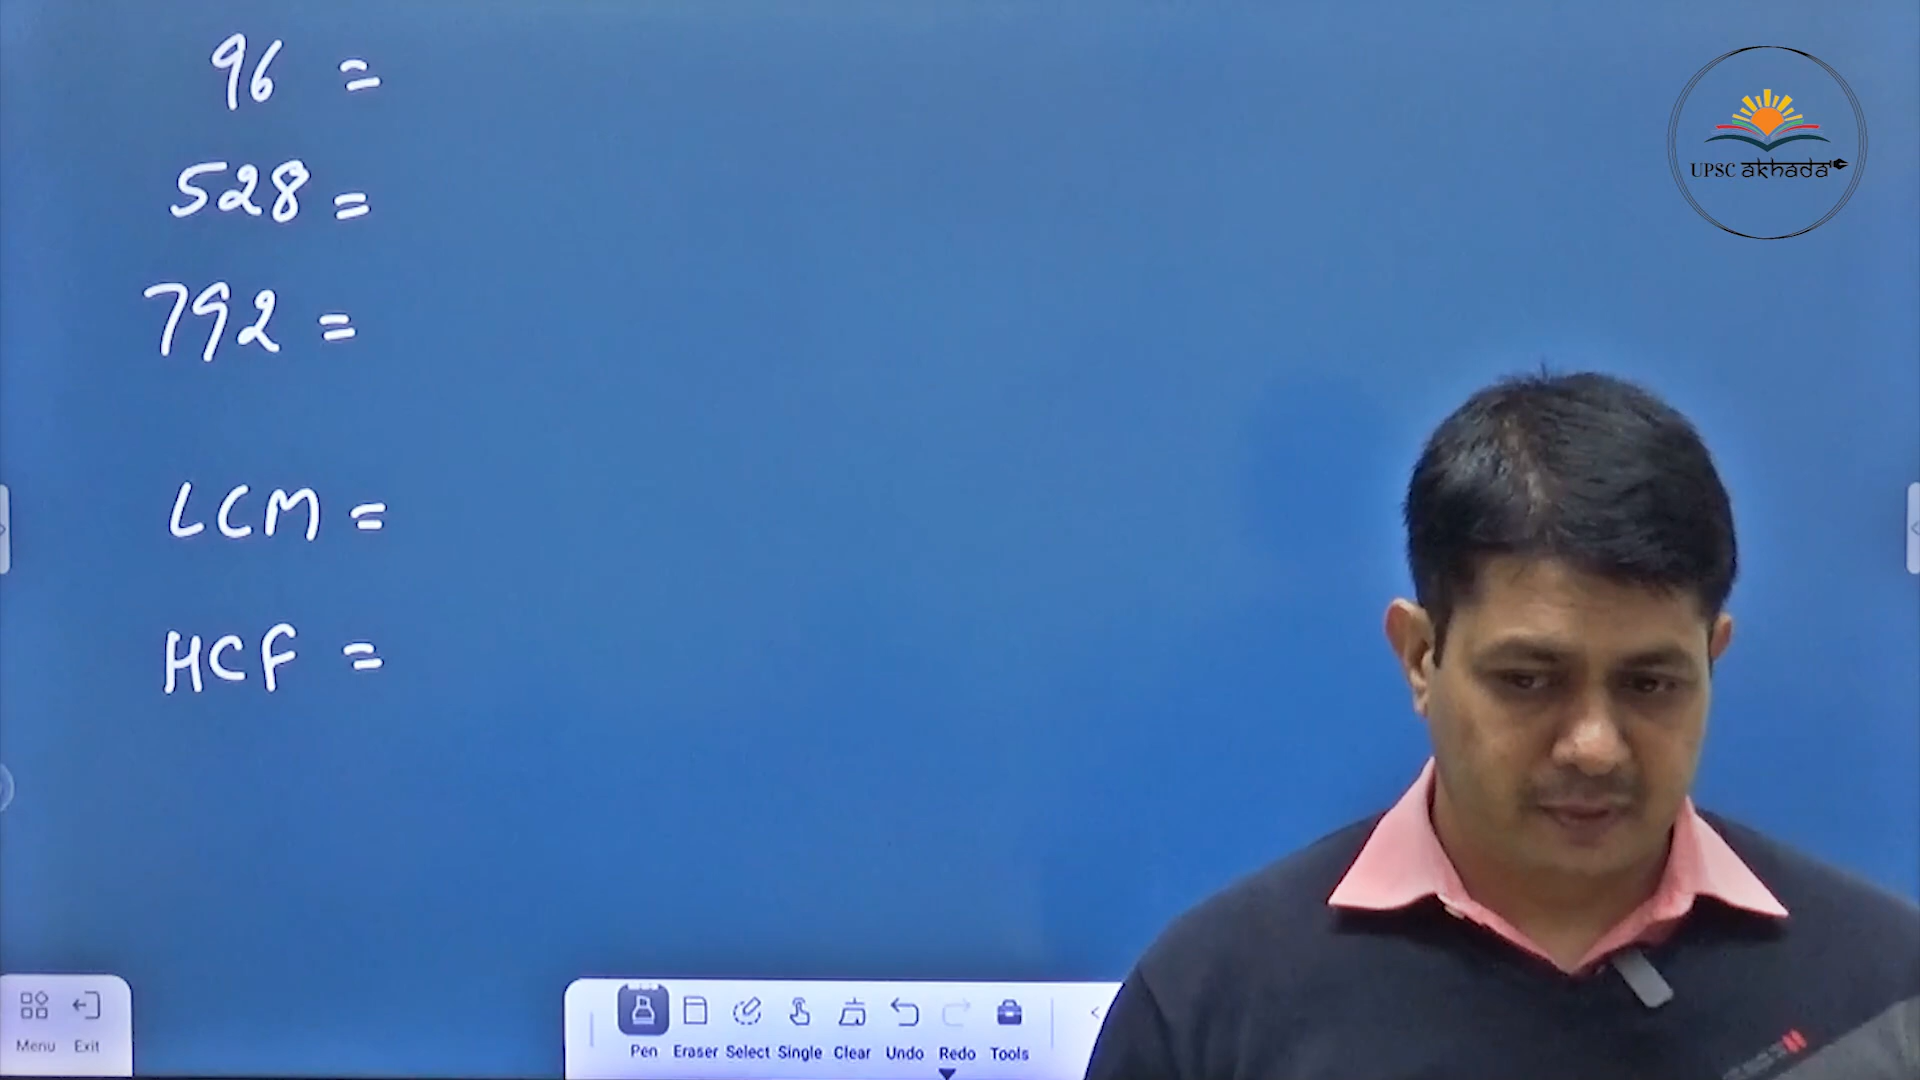 96 =
528 =
792 =
LCM =
HCF =
UPSC akhada
Menu Exit
Pen Eraser Select Single Clear Undo Redo Tools